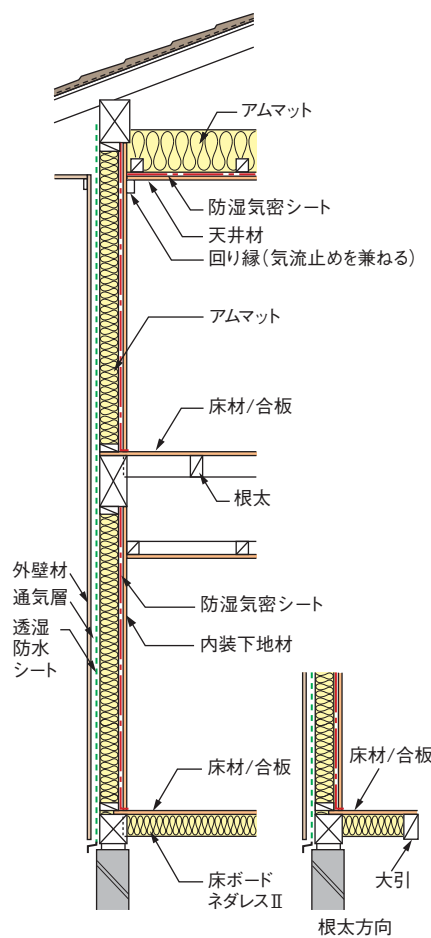 アムマット
防湿気密シート
天井材
回り縁（気流止めを兼ねる）
アムマット
床材/合板
根太
外壁材
通気層
透湿
防水
シート
防湿気密シート
内装下地材
床材/合板
床ボード
ネダレスⅡ
床材/合板
大引
根太方向